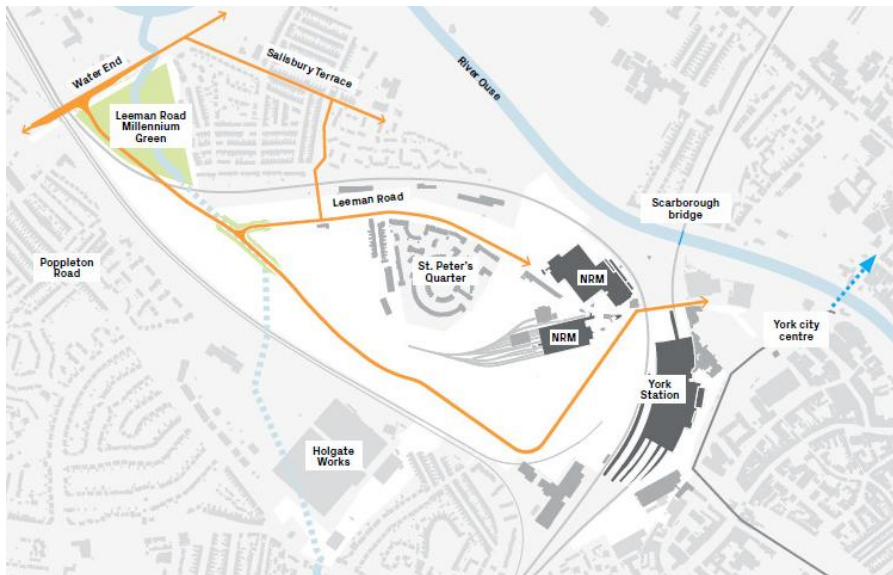 Water End
Salisbury Terrace
River Ouse
Leeman Road
Millennium
Green
Leeman Road
Scarborough
bridge
Poppleton
Road
St. Peter's
Quarter
NRM
NRM
York city
centre
York
Station
Holgate
Works